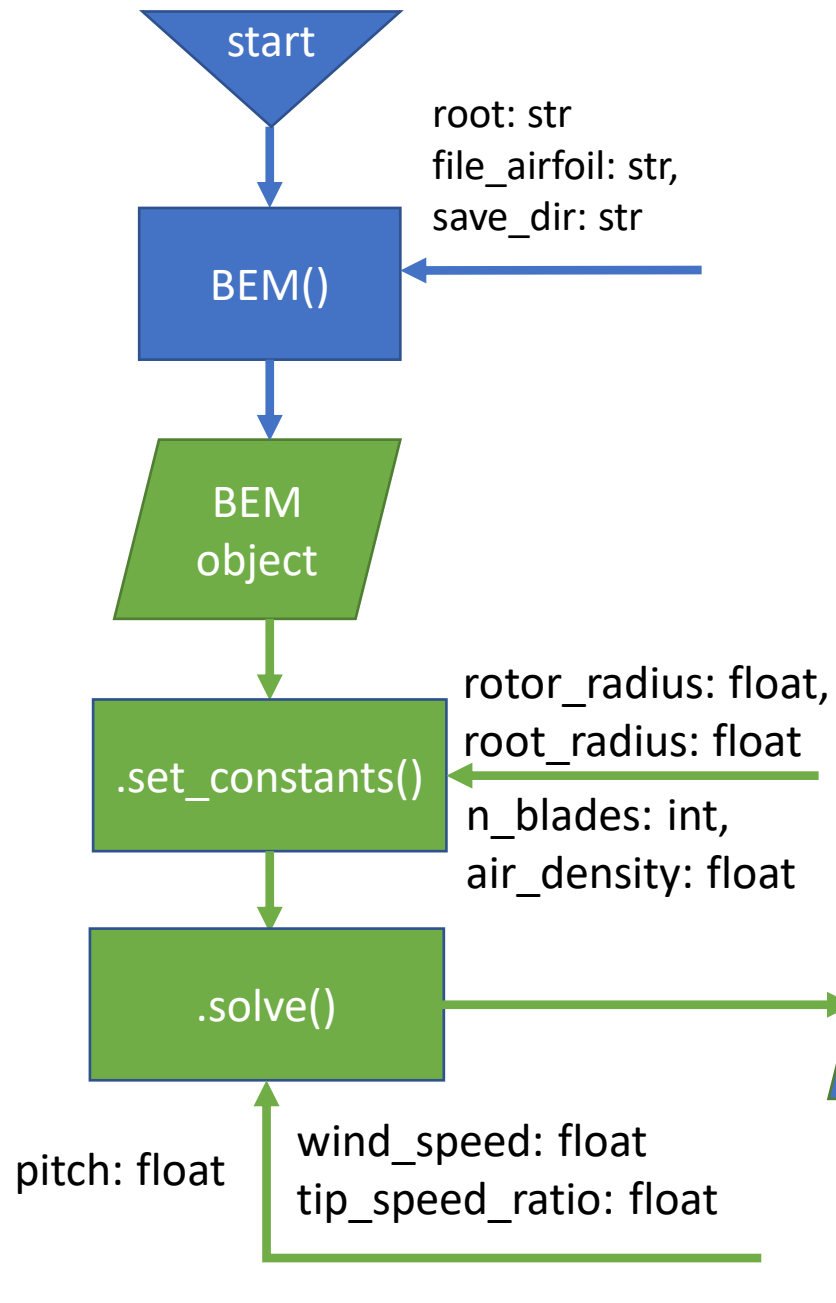 start
root: str
file_airfoil: str,
save_dir: str
BEM()
BEM
object
rotor_radius: float,
root_radius: float
.set_constants()
n_blades: int,
air_density: float
.solve()
pitch: float
wind_speed: float
tip_speed_ratio: float